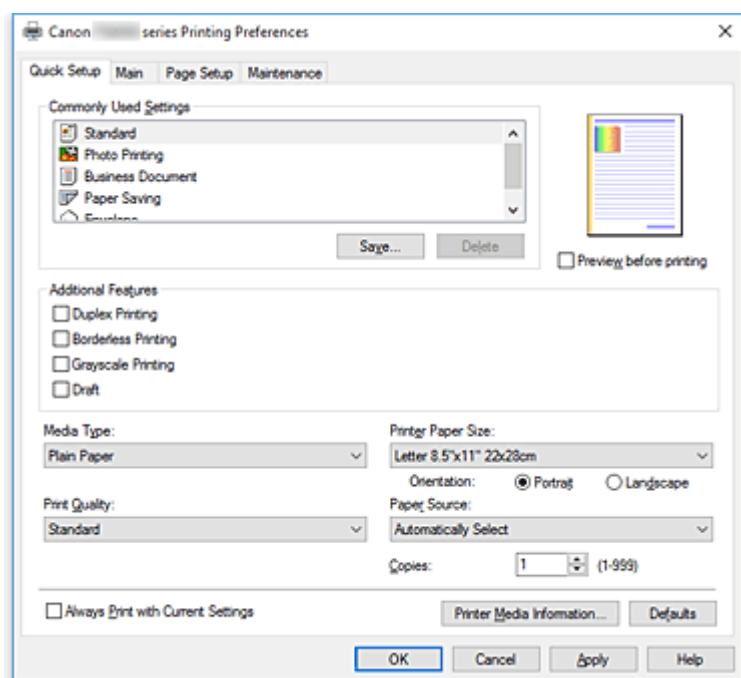 Canon series Printing Preferences
Quick Setup Main Page Setup Maintenance
Commonly Used Settings
Standard
Photo Printing
Business Document
Paper Saving
Envelope
Save... Delete
Preview before printing
Additional Features
Duplex Printing
Borderless Printing
Grayscale Printing
Draft
Media Type: Printer Paper Size:
Plain Paper Letter 8.5"x11" 22x28cm
Orientation: Portrait Landscape
Print Quality: Paper Source:
Standard Automatically Select
Copies: 1 (1-999)
Always Print with Current Settings Printer Media Information... Defaults
OK Cancel Apply Help